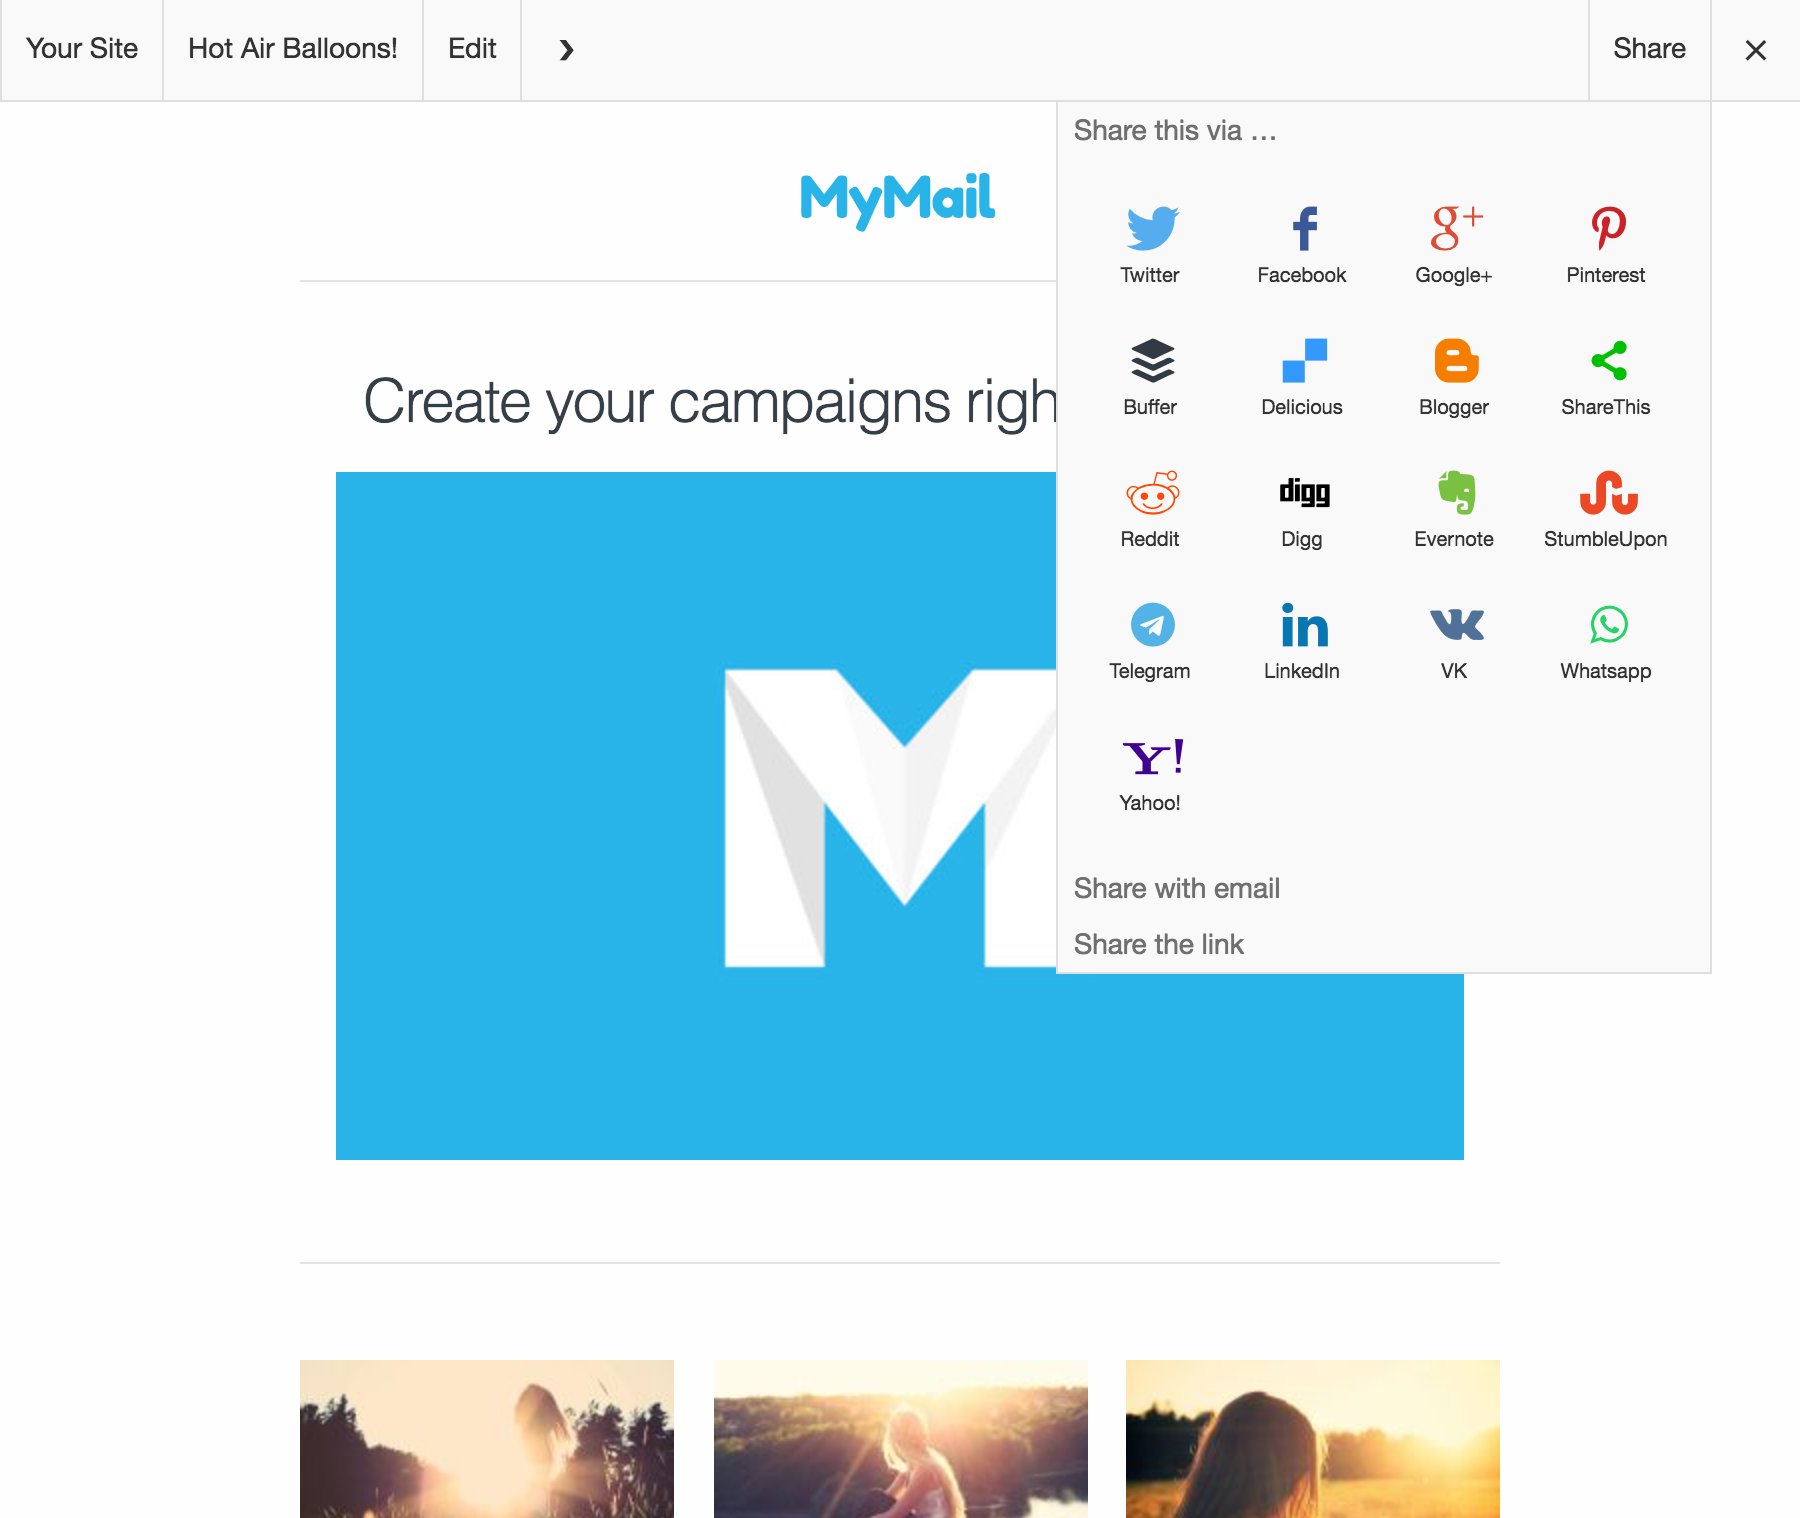 Your Site Hot Air Balloons! Edit › Share ×
Share this via ...
MyMail
Twitter Facebook Google+ Pinterest
Create your campaigns righ
Buffer Delicious Blogger ShareThis
digg
Reddit Digg Evernote StumbleUpon
Telegram LinkedIn VK Whatsapp
Yahoo!
Share with email
Share the link